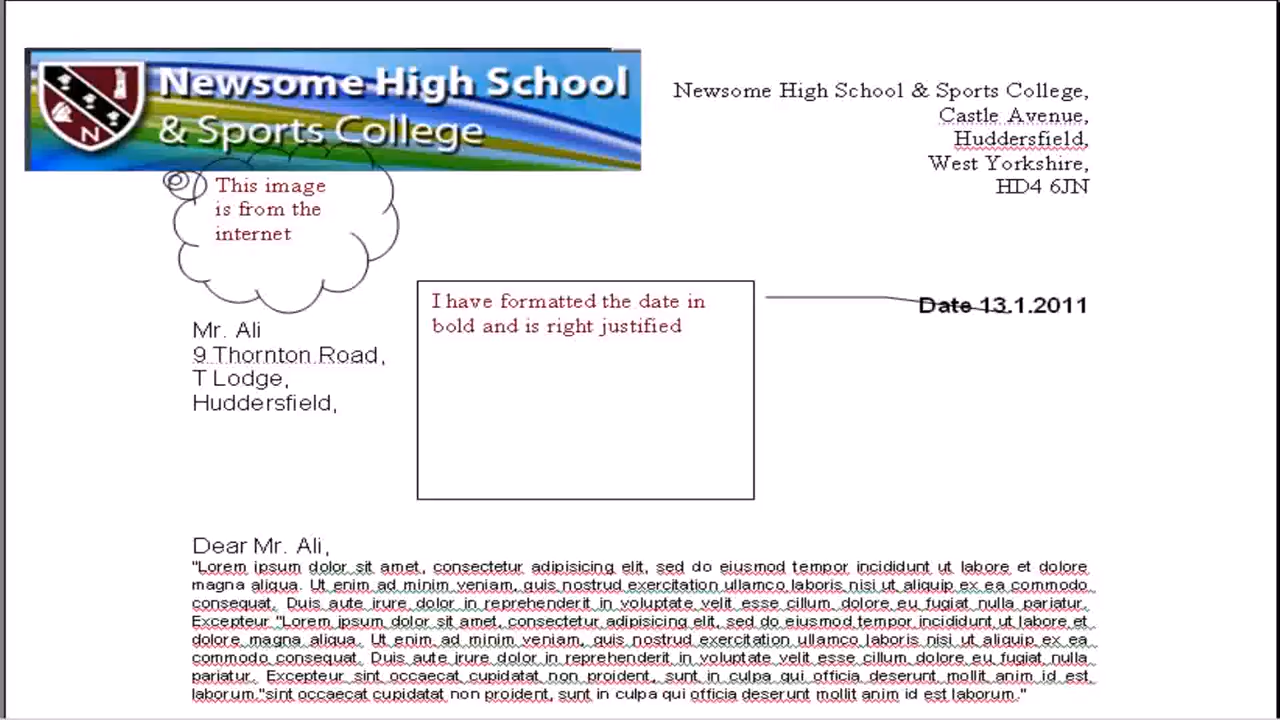 Newsome High School
& Sports College
N
Newsome High School & Sports College,
Castle Avenue,
Huddersfield,
West Yorkshire,
HD4 6JN
This image
is from the
internet
I have formatted the date in
bold and is right justified
Date 13.1.2011
Mr. Ali
9 Thornton Road,
T Lodge,
Huddersfield,
Dear Mr. Ali,
"Lorem ipsum dolor sit amet, consectetur adipisicing elit, sed do eiusmod tempor incididunt ut labore et dolore
magna aliqua. Ut enim ad minim veniam, quis nostrud exercitation ullamco laboris nisi ut aliquip ex ea commodo
consequat. Duis aute irure dolor in reprehenderit in voluptate velit esse cillum dolore eu fugiat nulla pariatur.
Excepteur "Lorem ipsum dolor sit amet, consectetur adipisicing elit, sed do eiusmod tempor incididunt ut labore et
dolore magna aliqua. Ut enim ad minim veniam, quis nostrud exercitation ullamco laboris nisi ut aliquip ex ea
commodo consequat. Duis aute irure dolor in reprehenderit in voluptate velit esse cillum dolore eu fugiat nulla
pariatur. Excepteur sint occaecat cupidatat non proident, sunt in culpa qui officia deserunt mollit anim id est
laborum."sint occaecat cupidatat non proident, sunt in culpa qui officia deserunt mollit anim id est laborum."